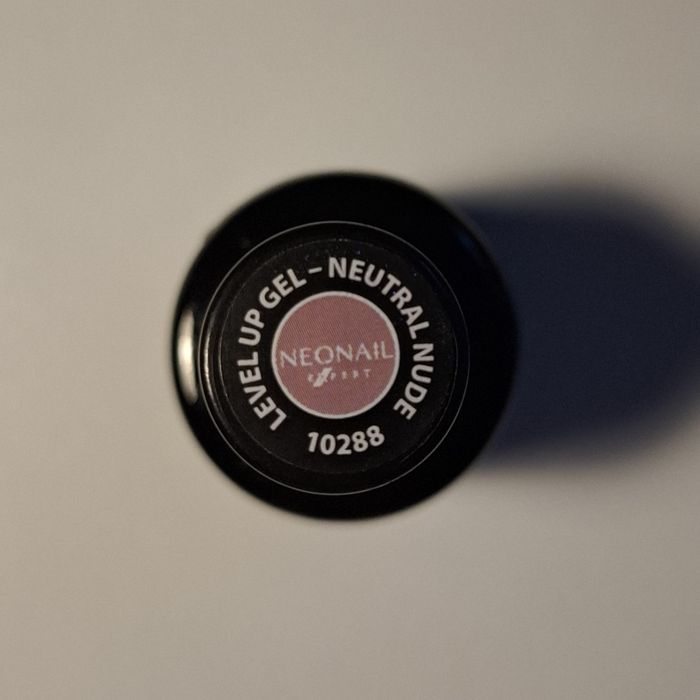 LEVEL UP GEL – NEUTRAL NUDE
NEONAIL
EXPERT
10288